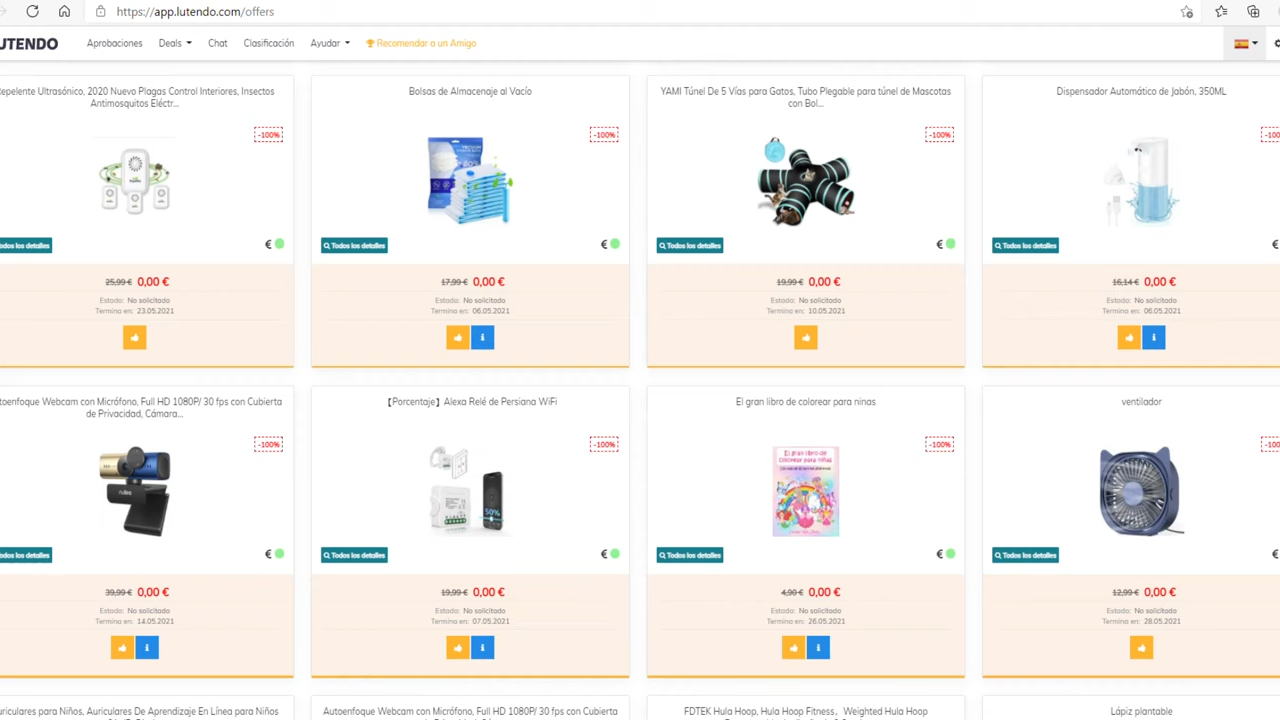 https://app.lutendo.com/offers
UTENDO Aprobaciones Deals Chat Clasificación Ayudar Recomendar a un Amigo
epelente Ultrasónico, 2020 Nuevo Plagas Control Interiores, Insectos
Antimosquitos Eléctr...
-100%
odos los detalles
€
25,99 € 0,00 €
Estado: No solicitado
Termina en: 23.05.2021
Bolsas de Almacenaje al Vacío
-100%
Todos los detalles
€
17,99 € 0,00 €
Estado: No solicitado
Termina en: 06.05.2021
YAMI Túnel De 5 Vías para Gatos, Tubo Plegable para túnel de Mascotas
con Bol...
-100%
Todos los detalles
€
19,99 € 0,00 €
Estado: No solicitado
Termina en: 10.05.2021
Dispensador Automático de Jabón, 350ML
-100
Todos los detalles
€
16,14 € 0,00 €
Estado: No solicitado
Termina en: 06.05.2021
toenfoque Webcam con Micrófono, Full HD 1080P/ 30 fps con Cubierta
de Privacidad, Cámara...
-100%
odos los detalles
€
39,99 € 0,00 €
Estado: No solicitado
Termina en: 14.05.2021
【Porcentaje】Alexa Relé de Persiana WiFi
-100%
50%
Todos los detalles
€
19,99 € 0,00 €
Estado: No solicitado
Termina en: 07.05.2021
El gran libro de colorear para ninas
-100%
El gran libro de
Colorear para niñas
Todos los detalles
€
4,90 € 0,00 €
Estado: No solicitado
Termina en: 26.05.2021
ventilador
-100
Todos los detalles
€
12,99 € 0,00 €
Estado: No solicitado
Termina en: 28.05.2021
uriculares para Niños, Auriculares De Aprendizaje En Línea para Niños
Autoenfoque Webcam con Micrófono, Full HD 1080P/ 30 fps con Cubierta
FDTEK Hula Hoop, Hula Hoop Fitness，Weighted Hula Hoop
Lápiz plantable